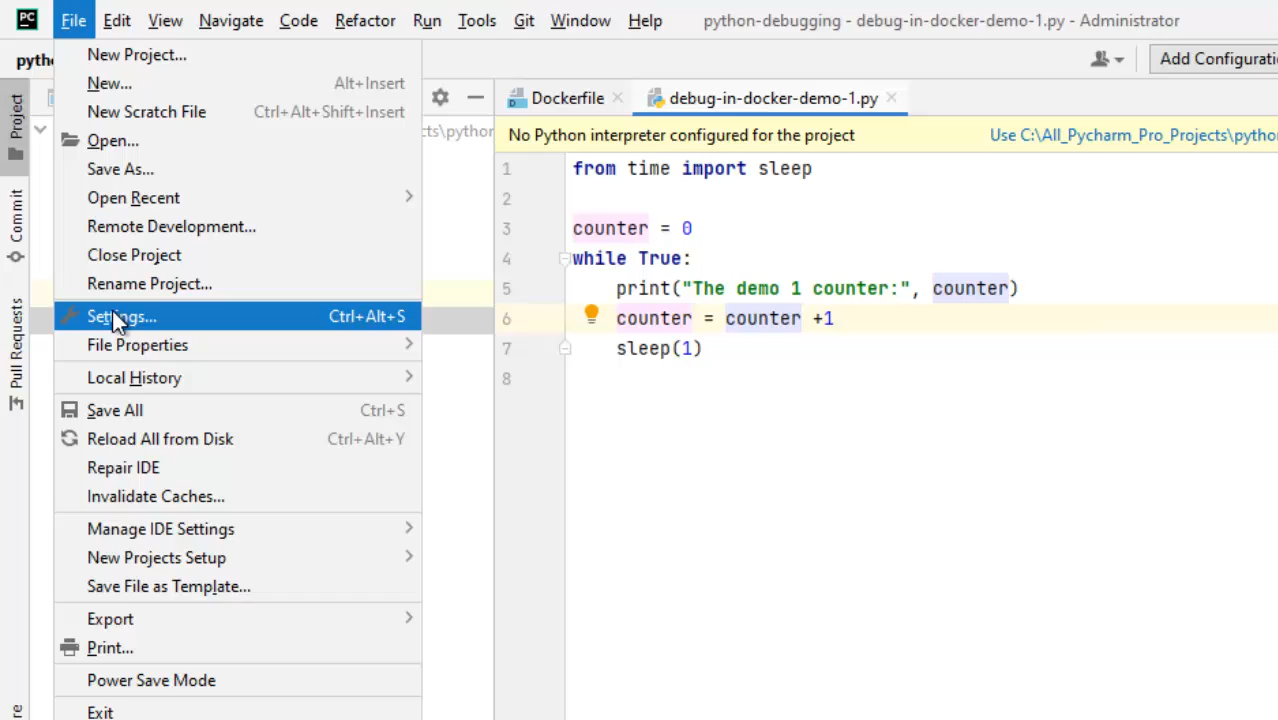 PC File Edit View Navigate Code Refactor Run Tools Git Window Help python-debugging - debug-in-docker-demo-1.py - Administrator
New Project...
New... Alt+Insert
New Scratch File Ctrl+Alt+Shift+Insert
Open...
Save As...
Open Recent
Remote Development...
Close Project
Rename Project...
Settings... Ctrl+Alt+S
File Properties
Local History
Save All Ctrl+S
Reload All from Disk Ctrl+Alt+Y
Repair IDE
Invalidate Caches...
Manage IDE Settings
New Projects Setup
Save File as Template...
Export
Print...
Power Save Mode
Exit
Project
Commit
Pull Requests
Add Configurati
Dockerfile debug-in-docker-demo-1.py
No Python interpreter configured for the project Use C:\All_Pycharm_Pro_Projects\pytho
1 from time import sleep
2
3 counter = 0
4 while True:
5 print("The demo 1 counter:", counter)
6 counter = counter +1
7 sleep(1)
8